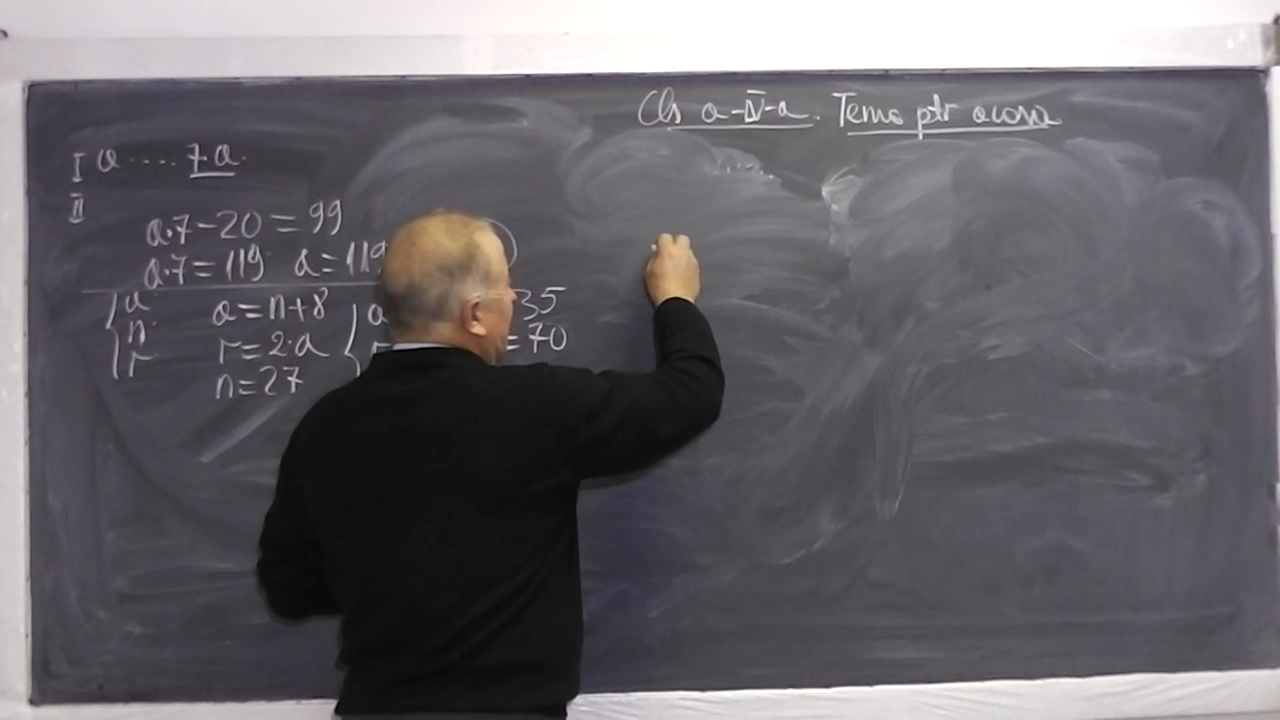 Cls a-IV-a. Tema ptr acasa
I a .... 7·a.
II
a·7-20=99
a·7=119 a=119
a. a=n+8 a 35
n. r=2·a =70
r n=27